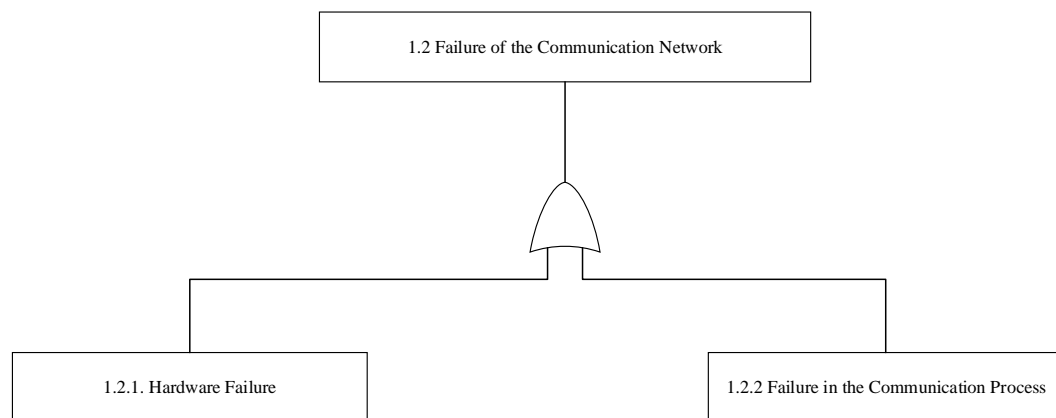 1.2 Failure of the Communication Network
1.2.1. Hardware Failure
1.2.2 Failure in the Communication Process